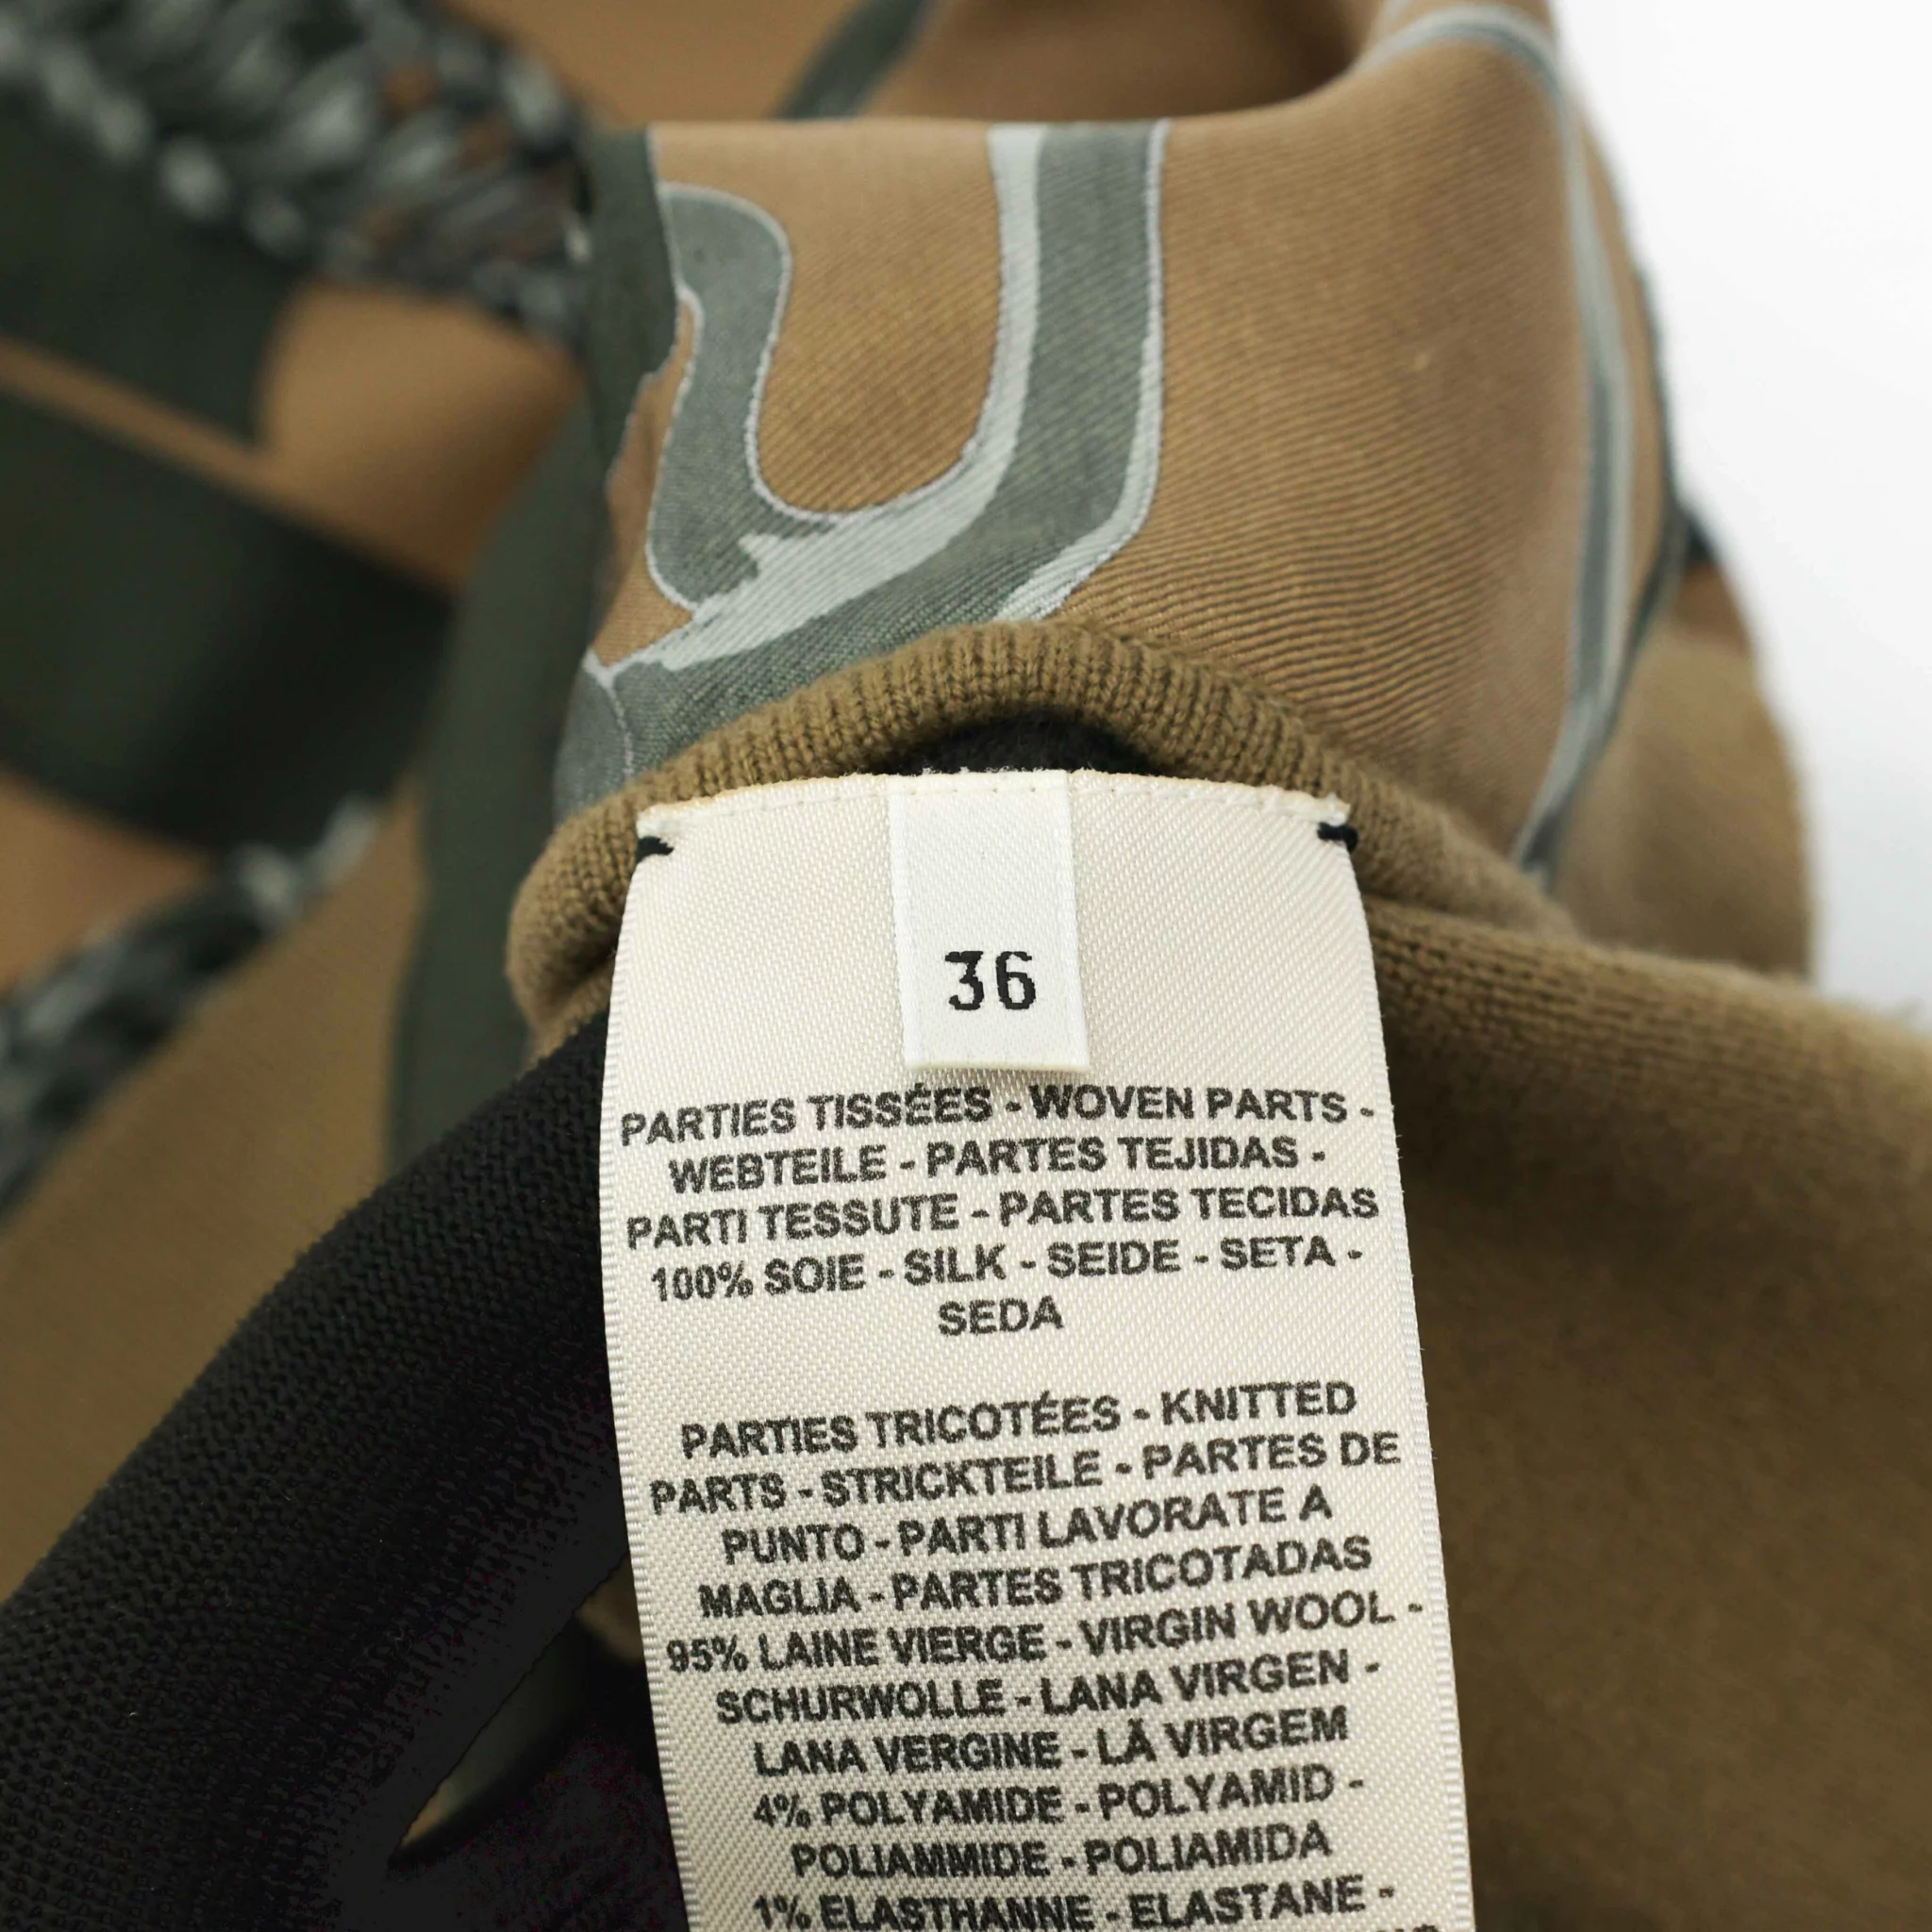 36
PARTIES TISSÉES - WOVEN PARTS -
WEBTEILE - PARTES TEJIDAS -
PARTI TESSUTE - PARTES TECIDAS
100% SOIE - SILK - SEIDE - SETA -
SEDA
PARTIES TRICOTÉES - KNITTED
PARTS - STRICKTEILE - PARTES DE
PUNTO - PARTI LAVORATE A
MAGLIA - PARTES TRICOTADAS
95% LAINE VIERGE - VIRGIN WOOL -
SCHURWOLLE - LANA VIRGEN -
LANA VERGINE - LÃ VIRGEM
4% POLYAMIDE - POLYAMID -
POLIAMMIDE - POLIAMIDA
1% ELASTHANNE - ELASTANE -